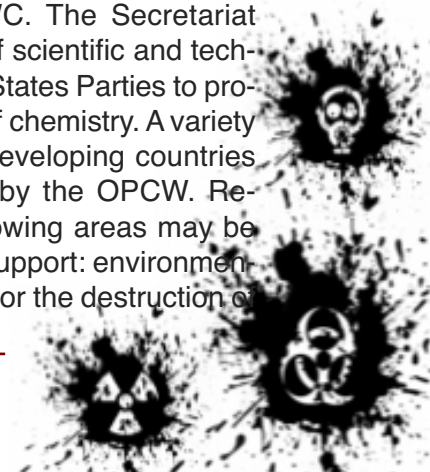 VC. The Secretariat
f scientific and tech-
States Parties to pro-
f chemistry. A variety
eveloping countries
by the OPCW. Re-
owing areas may be
upport: environmen-
or the destruction of